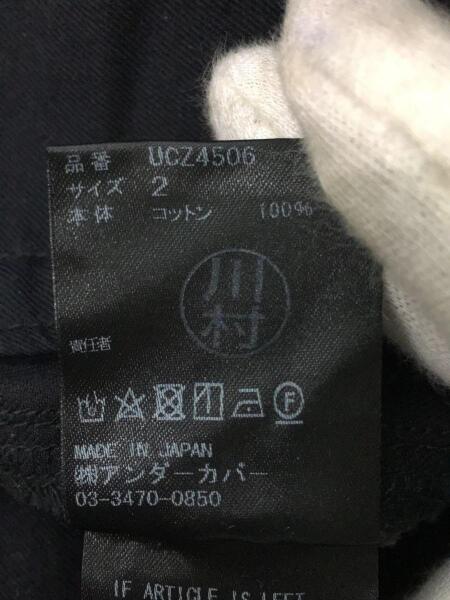 品番 UCZ4506
サイズ 2
本体 コットン 100%
川村
責任者
F
MADE IN JAPAN
㈱アンダーカバー
03-3470-0850
IF ARTICLE IS LEFT